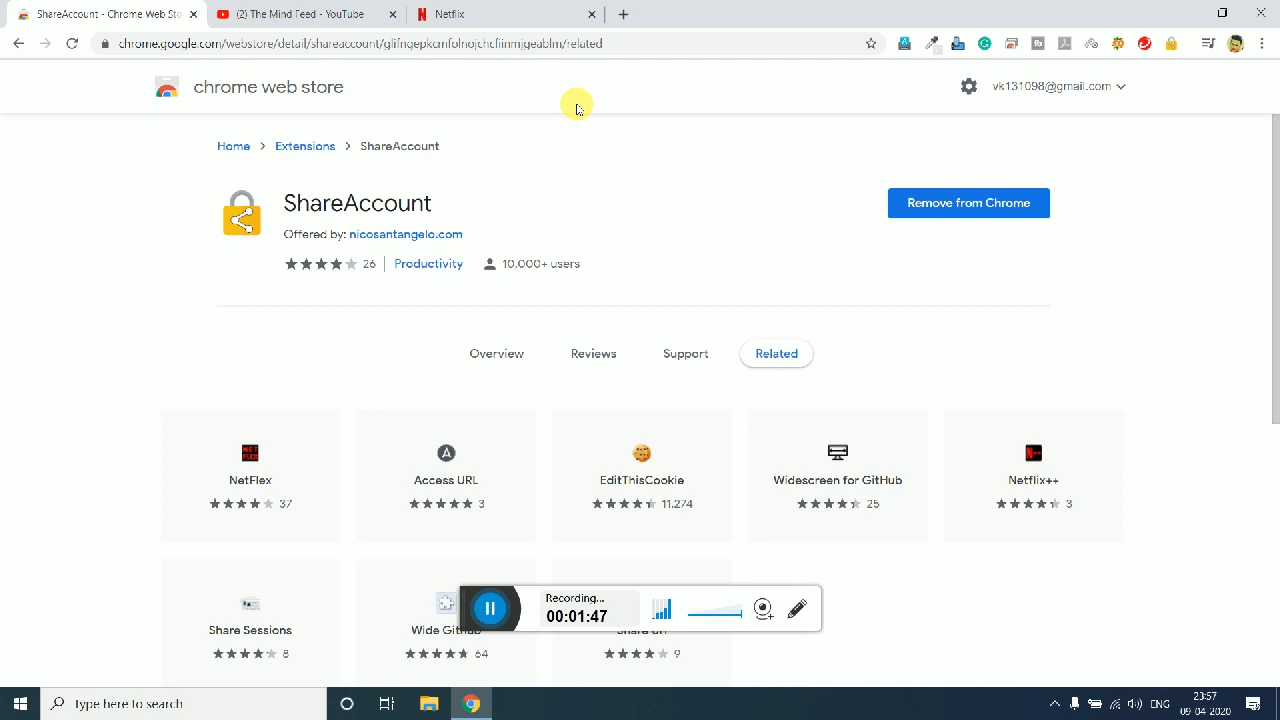 ShareAccount - Chrome Web Sto
(2) The Mind Feed - YouTube
Netflix
chrome.google.com/webstore/detail/shareaccount/glifngepkcmfolnojchcfiinmjgeablm/related
chrome web store
vk131098@gmail.com
Home > Extensions > ShareAccount
ShareAccount
Remove from Chrome
Offered by: nicosantangelo.com
26
Productivity
10,000+ users
Overview
Reviews
Support
Related
NetFlex
Access URL
EditThisCookie
Widescreen for GitHub
Netflix++
37
3
11,274
25
3
Recording...
00:01:47
Share Sessions
Wide Github
8
64
9
Type here to search
ENG
23:57
09-04-2020